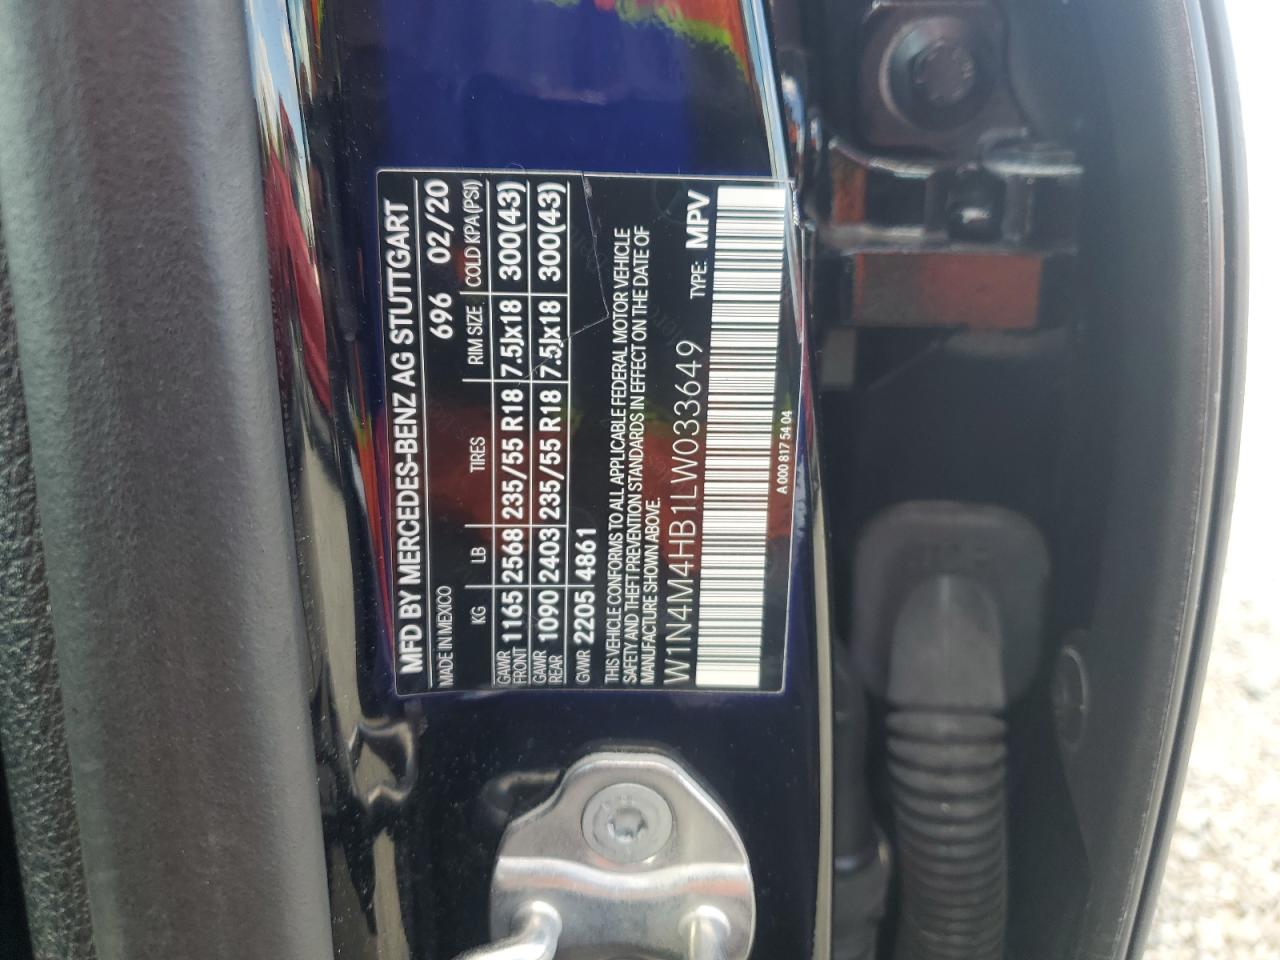 MFD BY MERCEDES-BENZ AG STUTTGART
MADE IN MEXICO 696 02/20
KG LB TIRES RIM SIZE COLD KPA(PSI)
GAWR FRONT 1165 2568 235/55 R18 7.5Jx18 300(43)
GAWR REAR 1090 2403 235/55 R18 7.5Jx18 300(43)
GVWR 2205 4861
THIS VEHICLE CONFORMS TO ALL APPLICABLE FEDERAL MOTOR VEHICLE
SAFETY AND THEFT PREVENTION STANDARDS IN EFFECT ON THE DATE OF
MANUFACTURE SHOWN ABOVE.
W1N4M4HB1LW033649 TYPE: MPV
A 000 817 54 04